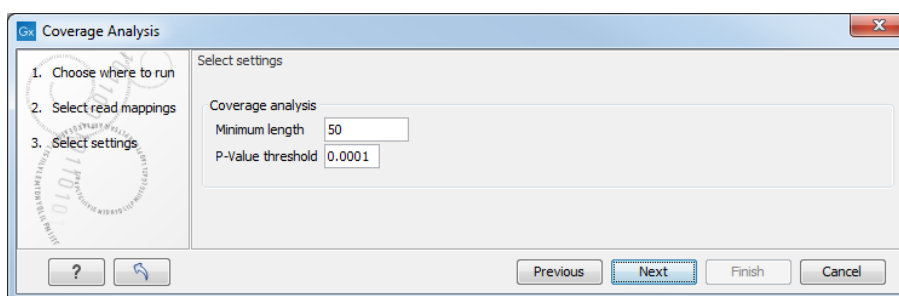 Gx Coverage Analysis
X
1. Choose where to run
2. Select read mappings
3. Select settings
Select settings
Coverage analysis
Minimum length 50
P-Value threshold 0.0001
?
Previous Next Finish Cancel